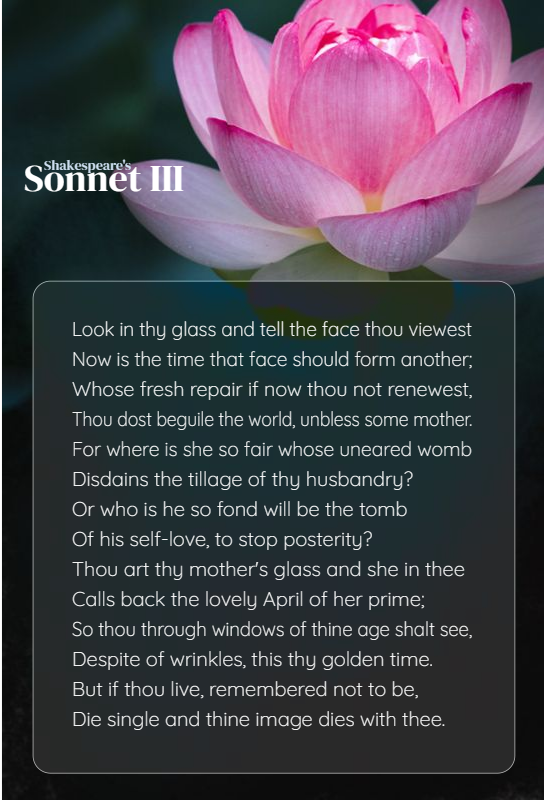 Shakespeare's
Sonnet III
Look in thy glass and tell the face thou viewest
Now is the time that face should form another;
Whose fresh repair if now thou not renewest,
Thou dost beguile the world, unbless some mother.
For where is she so fair whose uneared womb
Disdains the tillage of thy husbandry?
Or who is he so fond will be the tomb
Of his self-love, to stop posterity?
Thou art thy mother's glass and she in thee
Calls back the lovely April of her prime;
So thou through windows of thine age shalt see,
Despite of wrinkles, this thy golden time.
But if thou live, remembered not to be,
Die single and thine image dies with thee.